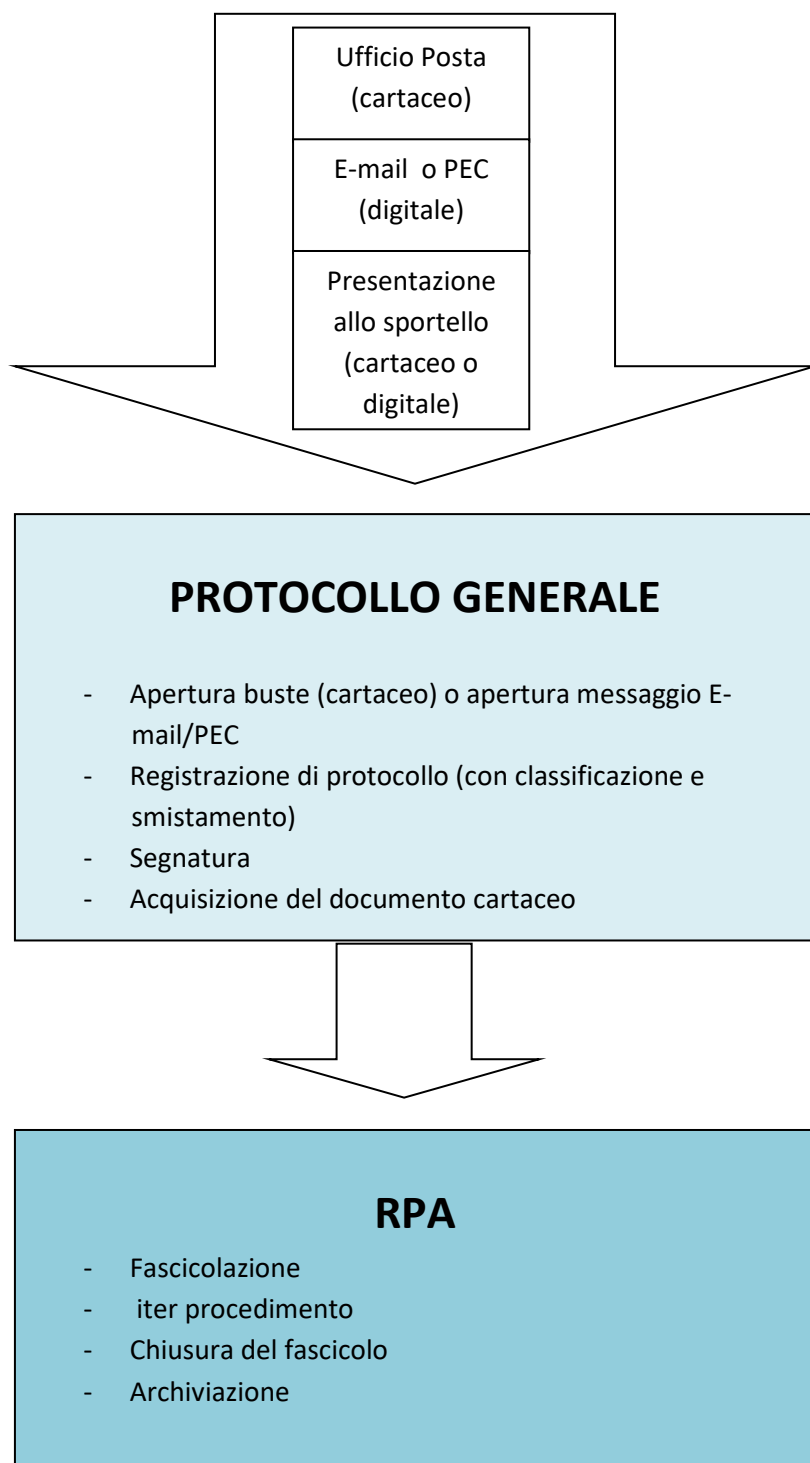 Ufficio Posta
(cartaceo)
E-mail o PEC
(digitale)
Presentazione
allo sportello
(cartaceo o
digitale)
PROTOCOLLO GENERALE
- Apertura buste (cartaceo) o apertura messaggio E-
mail/PEC
- Registrazione di protocollo (con classificazione e
smistamento)
- Segnatura
- Acquisizione del documento cartaceo
RPA
- Fascicolazione
- iter procedimento
- Chiusura del fascicolo
- Archiviazione